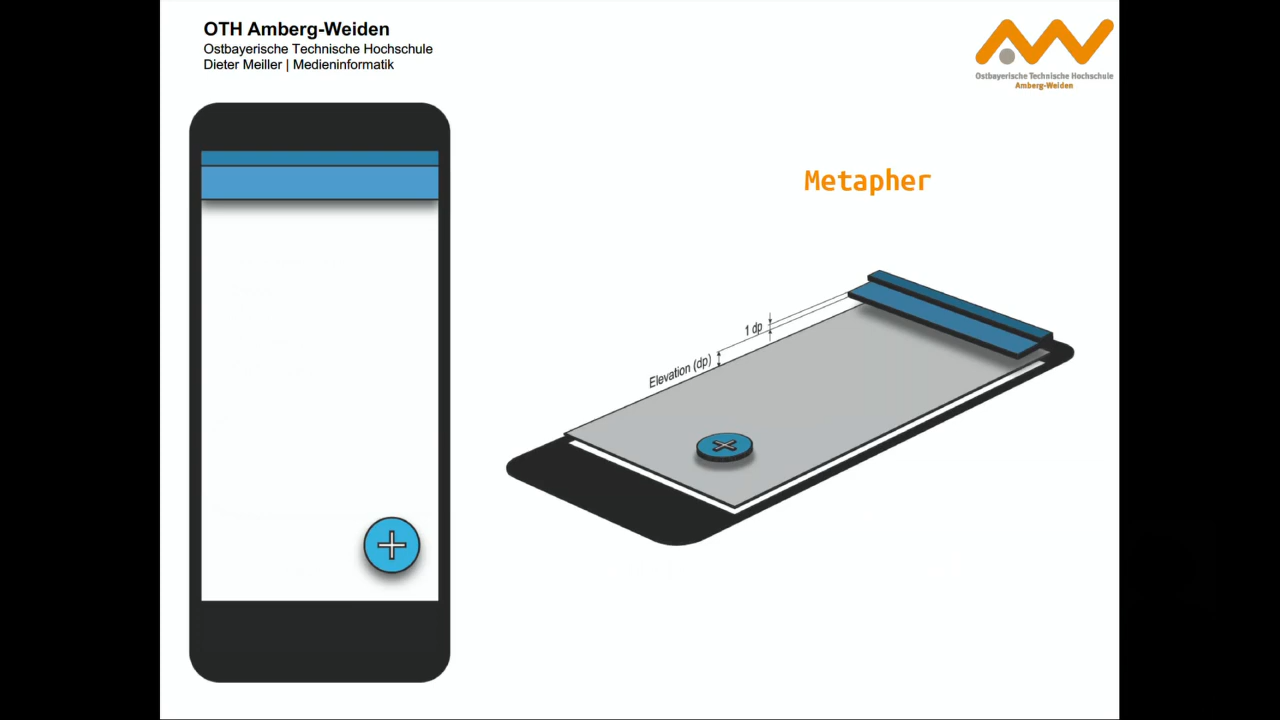 OTH Amberg-Weiden
Ostbayerische Technische Hochschule
Dieter Meiller | Medieninformatik
Ostbayerische Technische Hochschule
Amberg-Weiden
Metapher
1 dp
Elevation (dp)